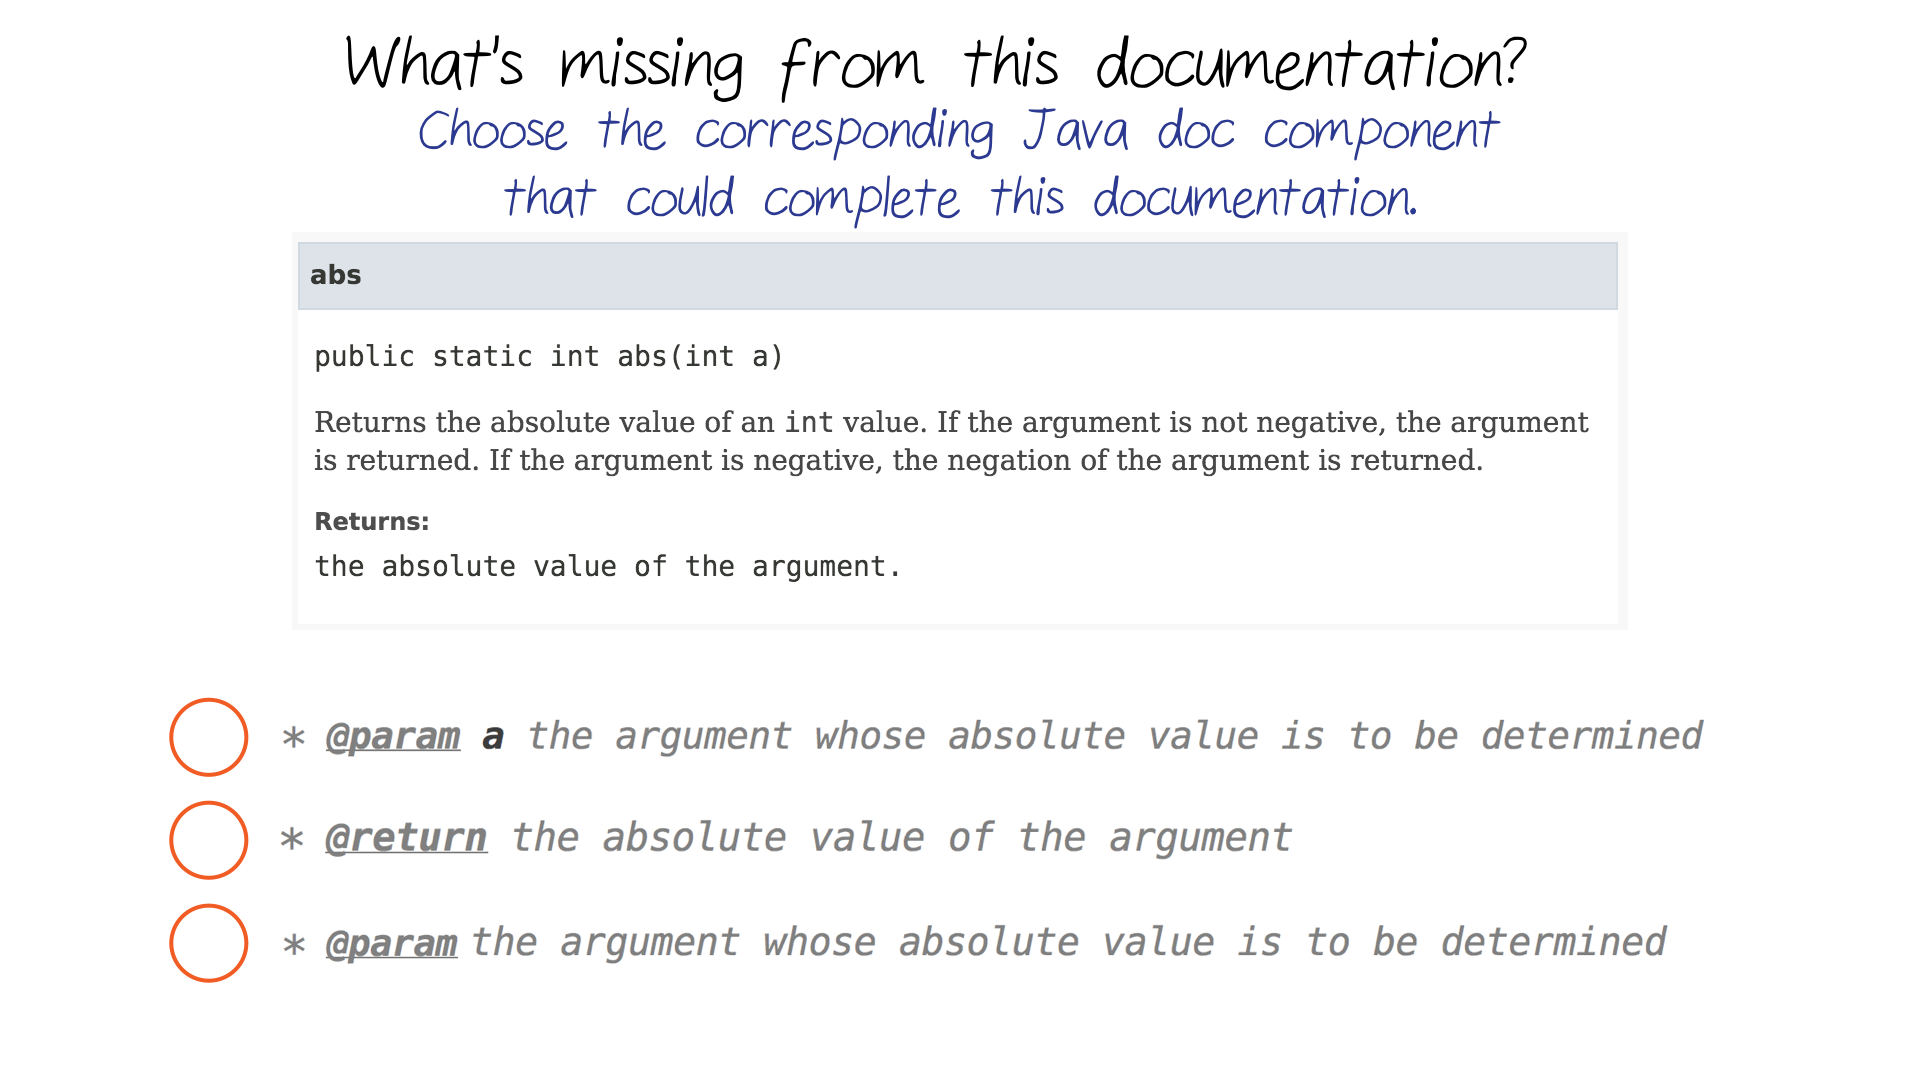 What's missing from this documentation?
Choose the corresponding Java doc component
that could complete this documentation.
abs
public static int abs(int a)
Returns the absolute value of an int value. If the argument is not negative, the argument
is returned. If the argument is negative, the negation of the argument is returned.
Returns:
the absolute value of the argument.
* @param a the argument whose absolute value is to be determined
* @return the absolute value of the argument
* @param the argument whose absolute value is to be determined